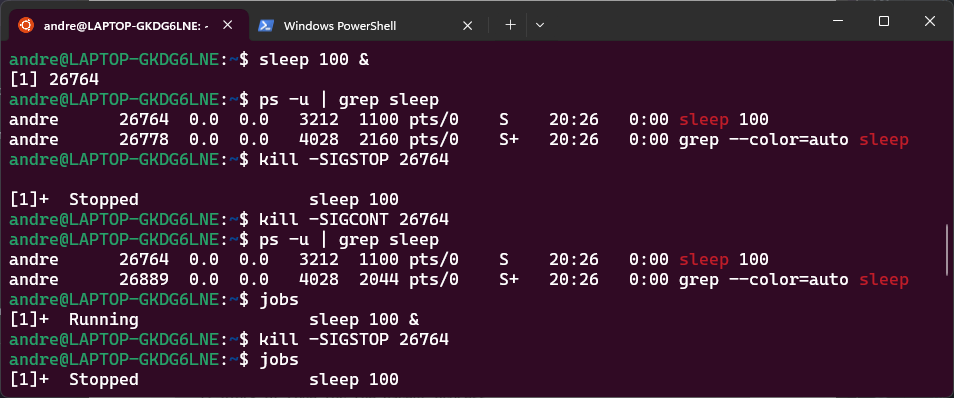 andre@LAPTOP-GKDG6LNE: ~
Windows PowerShell
andre@LAPTOP-GKDG6LNE:~$ sleep 100 &
[1] 26764
andre@LAPTOP-GKDG6LNE:~$ ps -u | grep sleep
andre      26764  0.0  0.0   3212  1100 pts/0    S    20:26   0:00 sleep 100
andre      26778  0.0  0.0   4028  2160 pts/0    S+   20:26   0:00 grep --color=auto sleep
andre@LAPTOP-GKDG6LNE:~$ kill -SIGSTOP 26764
[1]+  Stopped                 sleep 100
andre@LAPTOP-GKDG6LNE:~$ kill -SIGCONT 26764
andre@LAPTOP-GKDG6LNE:~$ ps -u | grep sleep
andre      26764  0.0  0.0   3212  1100 pts/0    S    20:26   0:00 sleep 100
andre      26889  0.0  0.0   4028  2044 pts/0    S+   20:26   0:00 grep --color=auto sleep
andre@LAPTOP-GKDG6LNE:~$ jobs
[1]+  Running                 sleep 100 &
andre@LAPTOP-GKDG6LNE:~$ kill -SIGSTOP 26764
andre@LAPTOP-GKDG6LNE:~$ jobs
[1]+  Stopped                 sleep 100